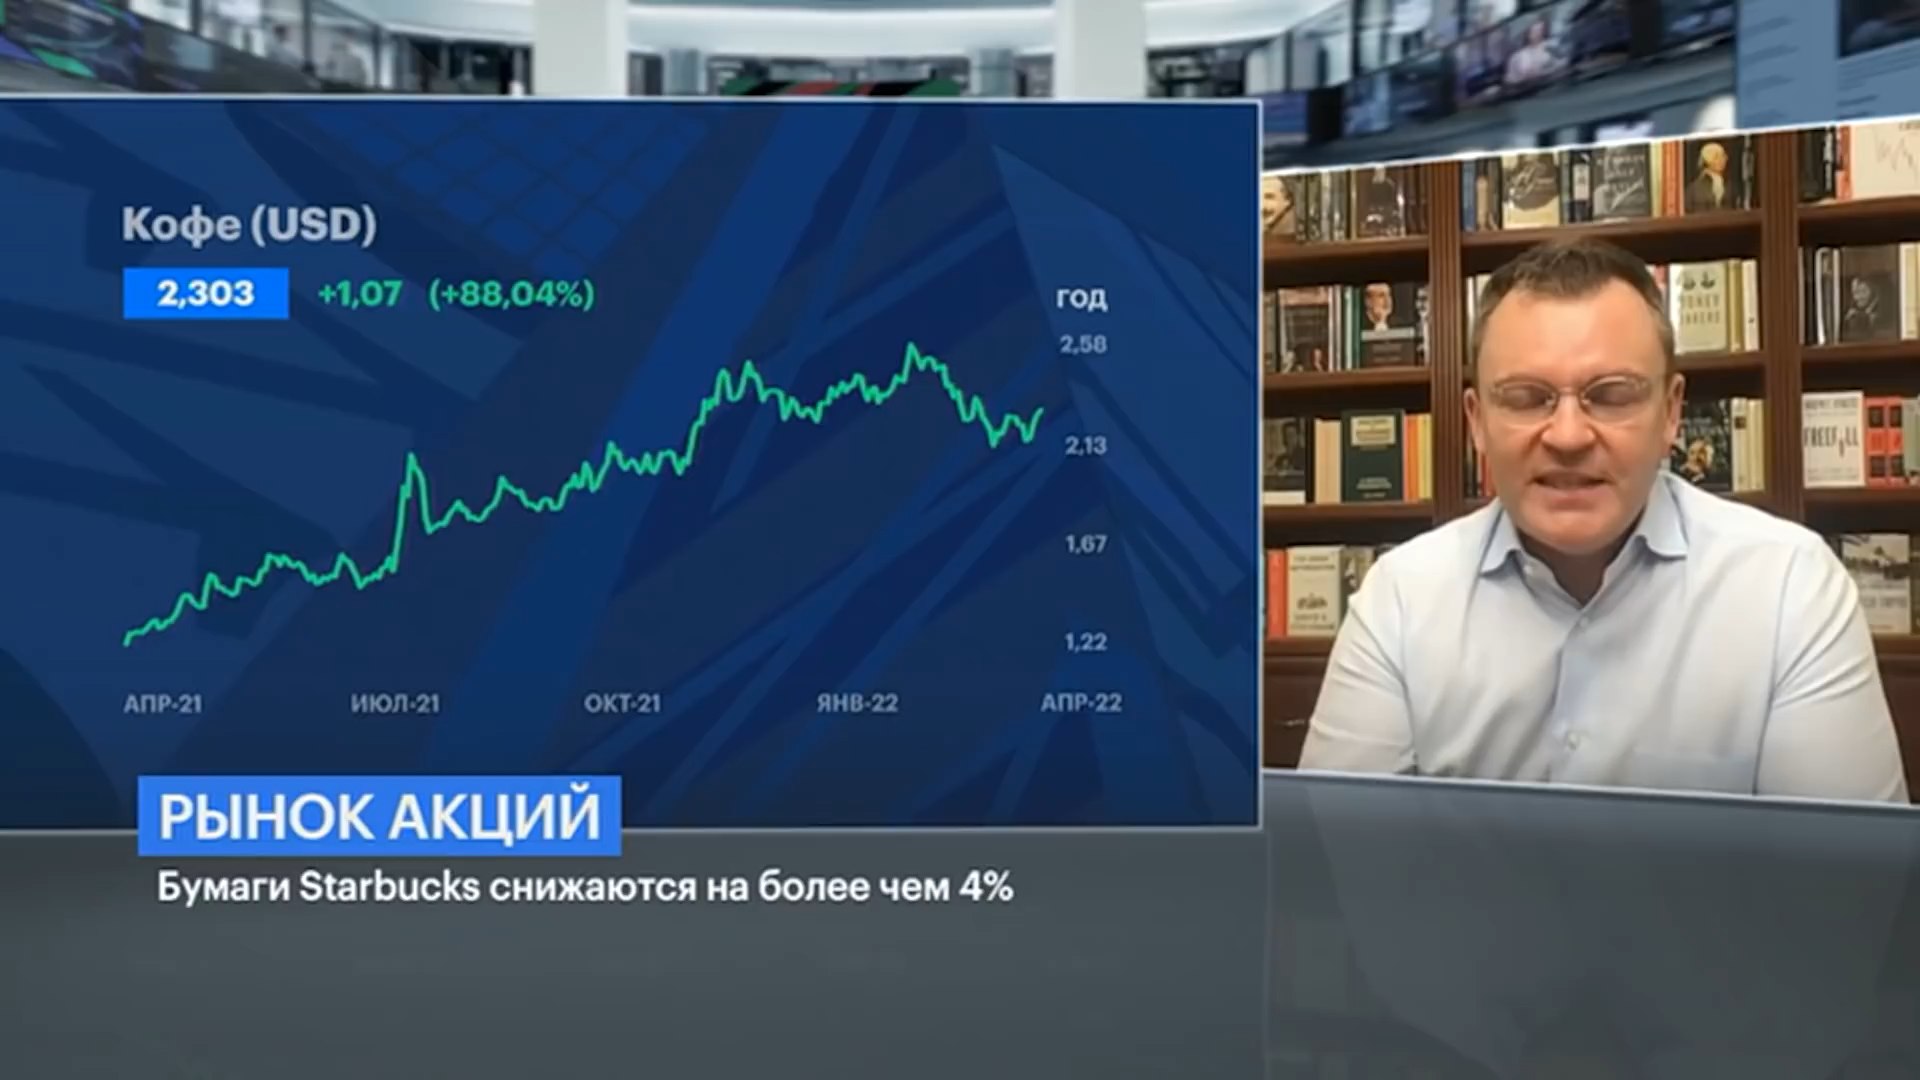 Кофе (USD)
2,303 +1,07 (+88,04%)
ГОД
2,58
2,13
1,67
1,22
АПР-21 ИЮЛ-21 ОКТ-21 ЯНВ-22 АПР-22
РЫНОК АКЦИЙ
Бумаги Starbucks снижаются на более чем 4%
FREEFALL